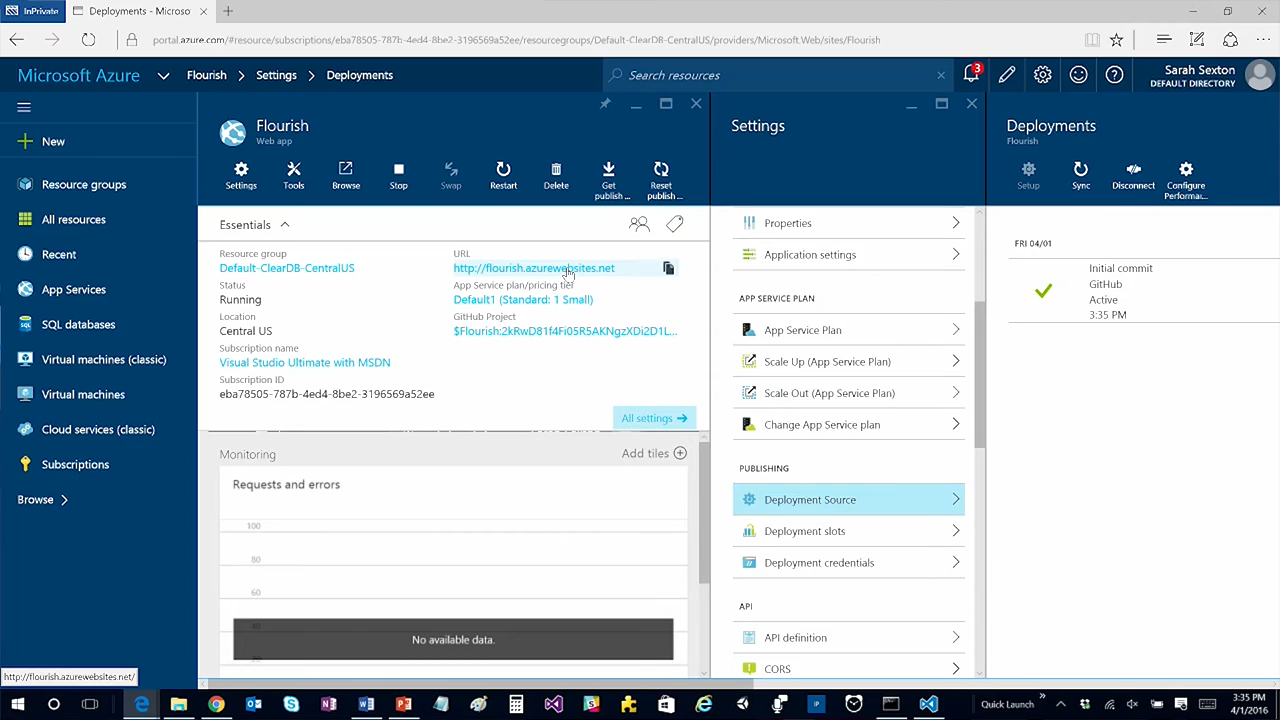 InPrivate
Deployments - Microso
portal.azure.com/#resource/subscriptions/eba78505-787b-4ed4-8be2-3196569a52ee/resourcegroups/Default-ClearDB-CentralUS/providers/Microsoft.Web/sites/Flourish
Microsoft Azure
Flourish
Settings
Deployments
Search resources
3
Sarah Sexton
DEFAULT DIRECTORY
New
Resource groups
All resources
Recent
App Services
SQL databases
Virtual machines (classic)
Virtual machines
Cloud services (classic)
Subscriptions
Browse
http://flourish.azurewebsites.net/
Flourish
Web app
Settings
Tools
Browse
Stop
Swap
Restart
Delete
Get publish ...
Reset publish...
Essentials
Resource group
Default-ClearDB-CentralUS
Status
Running
Location
Central US
Subscription name
Visual Studio Ultimate with MSDN
Subscription ID
eba78505-787b-4ed4-8be2-3196569a52ee
URL
http://flourish.azurewebsites.net
App Service plan/pricing tier
Default1 (Standard: 1 Small)
GitHub Project
$Flourish:2kRwD81f4Fi05R5AKNgzXDi2D1L...
All settings
Monitoring
Add tiles
Requests and errors
100
80
60
40
20
No available data.
Settings
Properties
Application settings
APP SERVICE PLAN
App Service Plan
Scale Up (App Service Plan)
Scale Out (App Service Plan)
Change App Service plan
PUBLISHING
Deployment Source
Deployment slots
Deployment credentials
API
API definition
CORS
Deployments
Flourish
Setup
Sync
Disconnect
Configure Performa...
FRI 04/01
Initial commit
GitHub
Active
3:35 PM
Quick Launch
3:35 PM
4/1/2016